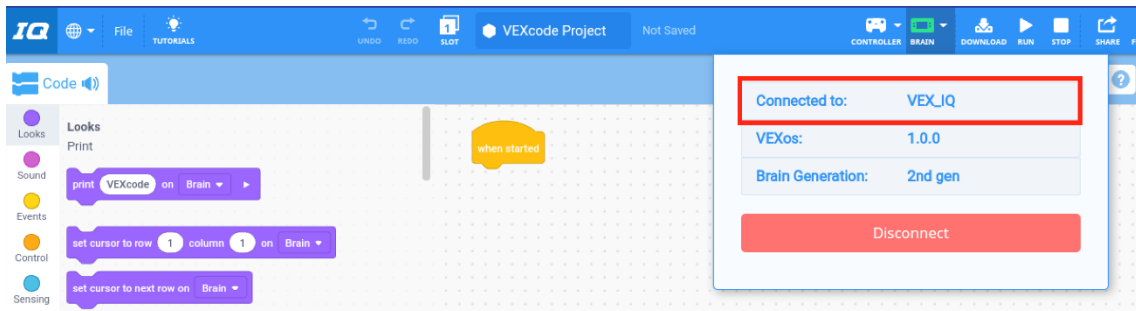 IQ File TUTORIALS UNDO REDO 1 SLOT VEXcode Project Not Saved CONTROLLER BRAIN DOWNLOAD RUN STOP SHARE
Code
Looks
Sound
Events
Control
Sensing
Looks
Print
print VEXcode on Brain
set cursor to row 1 column 1 on Brain
set cursor to next row on Brain
when started
Connected to: VEX_IQ
VEXos: 1.0.0
Brain Generation: 2nd gen
Disconnect
?